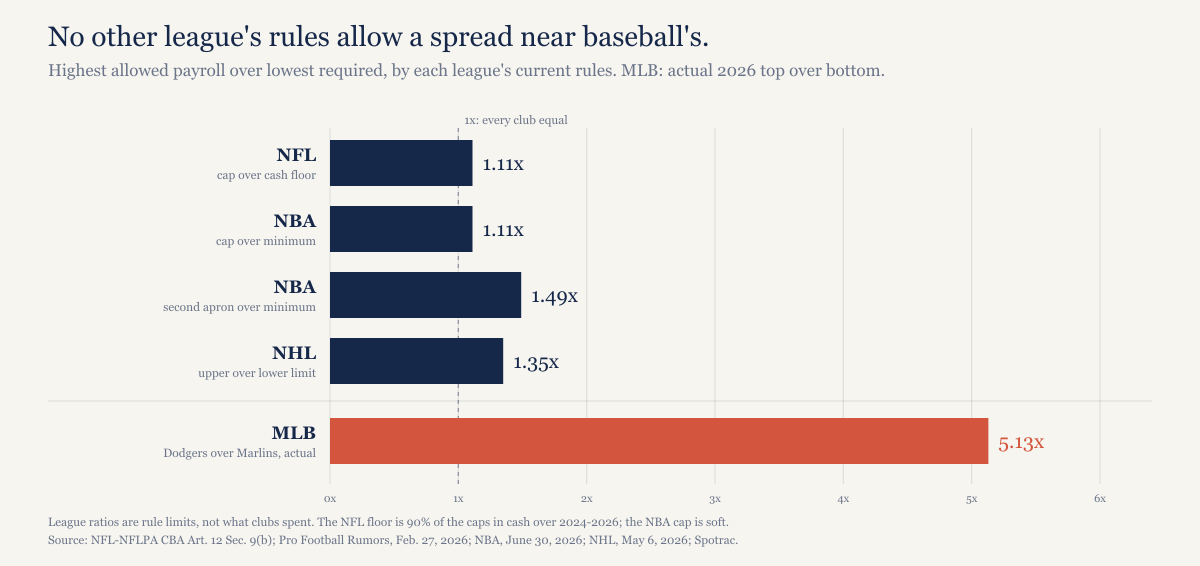 No other league's rules allow a spread near baseball's.
Highest allowed payroll over lowest required, by each league's current rules. MLB: actual 2026 top over bottom.
1x: every club equal
NFL
cap over cash floor
1.11x
NBA
cap over minimum
1.11x
NBA
second apron over minimum
1.49x
NHL
upper over lower limit
1.35x
MLB
Dodgers over Marlins, actual
5.13x
0x 1x 2x 3x 4x 5x 6x
League ratios are rule limits, not what clubs spent. The NFL floor is 90% of the caps in cash over 2024-2026; the NBA cap is soft.
Source: NFL-NFLPA CBA Art. 12 Sec. 9(b); Pro Football Rumors, Feb. 27, 2026; NBA, June 30, 2026; NHL, May 6, 2026; Spotrac.